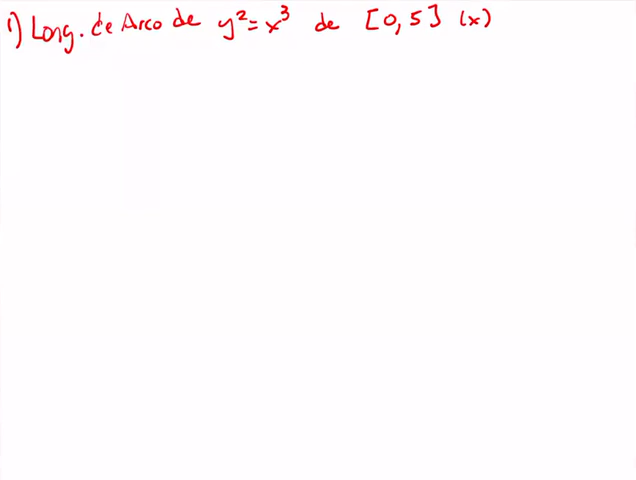 1) Long. de Arco de y²=x³ de [0,5] (x)